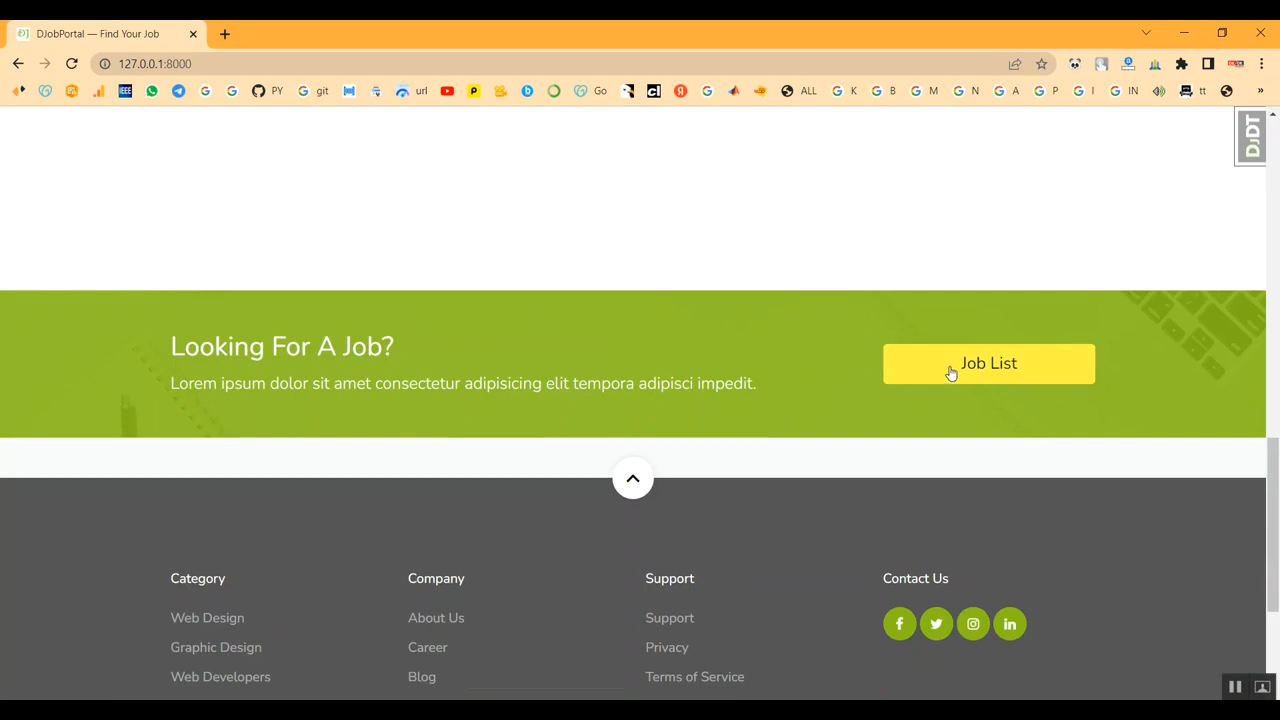 DJobPortal — Find Your Job
127.0.0.1:8000
IEEE
PY
git
url
Go
ALL
K
B
M
N
A
P
I
IN
tt
DJDT
Looking For A Job?
Lorem ipsum dolor sit amet consectetur adipisicing elit tempora adipisci impedit.
Job List
Category
Company
Support
Contact Us
Web Design
About Us
Support
Graphic Design
Career
Privacy
Web Developers
Blog
Terms of Service